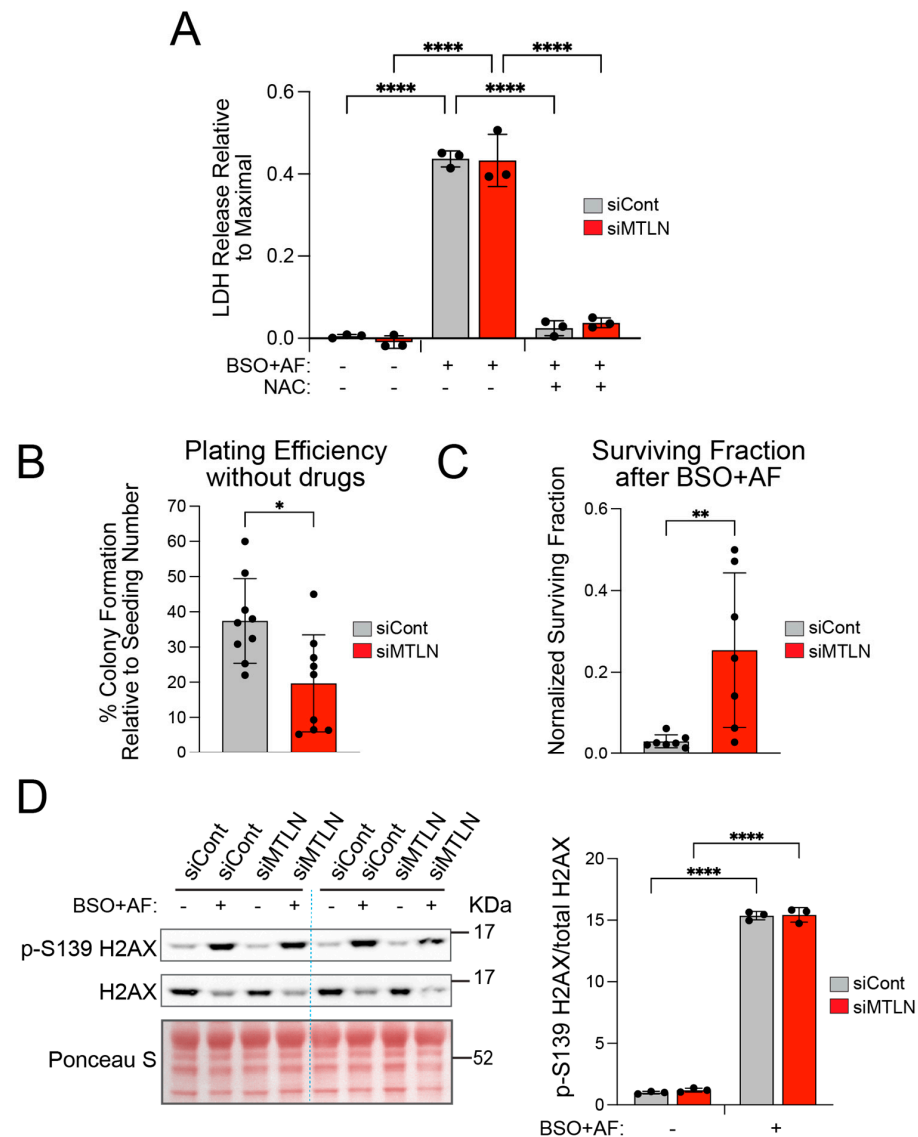 A
**** ****
**** ****
LDH Release Relative
to Maximal
0.6
0.4
0.2
0.0
siCont
siMTLN
BSO+AF: - - + + + +
NAC: - - - - + +
B
Plating Efficiency
without drugs
% Colony Formation
Relative to Seeding Number
70
60
50
40
30
20
10
0
*
siCont
siMTLN
C
Surviving Fraction
after BSO+AF
Nornalized Surviving Fraction
0.6
0.4
0.2
0.0
**
siCont
siMTLN
D
siCont siCont siMTLN siMTLN siCont siCont siMTLN siMTLN
BSO+AF: - + - + - + - + KDa
p-S139 H2AX 17
H2AX 17
Ponceau S 52
p-S139 H2AX/total H2AX
20
15
10
5
0
****
****
siCont
siMTLN
BSO+AF: - +